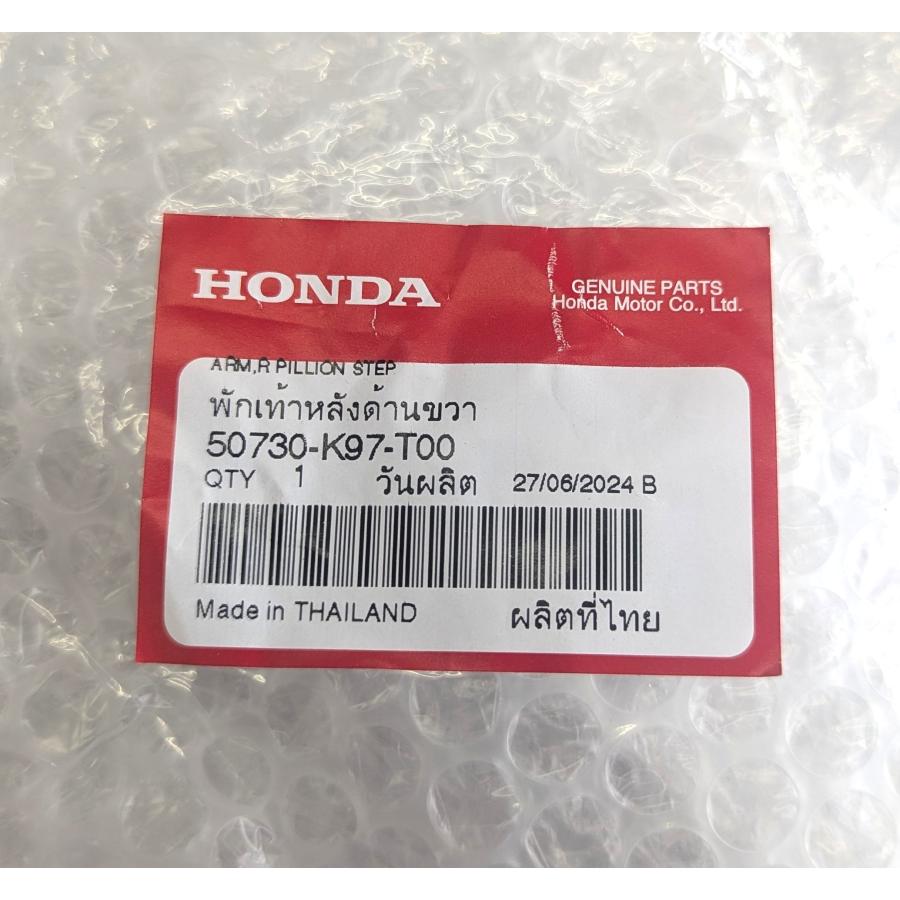 HONDA
GENUINE PARTS
Honda Motor Co., Ltd.
ARM,R PILLION STEP
พักเท้าหลังด้านขวา
50730-K97-T00
QTY 1 วันผลิต 27/06/2024 B
Made in THAILAND ผลิตที่ไทย